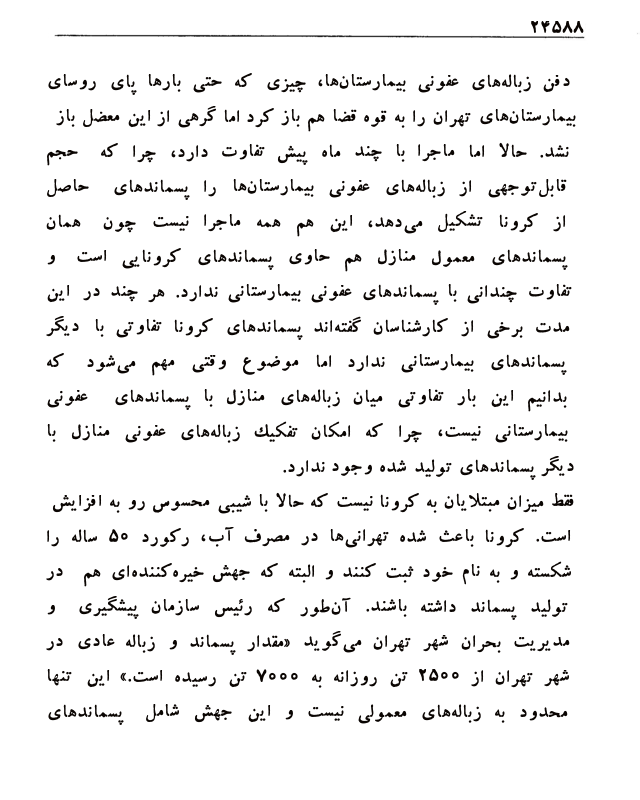 ۲۴۵۸۸
دفن زباله‌های عفونی بیمارستان‌ها، چیزی که حتی بارها پای روسای
بیمارستان‌های تهران را به قوه قضا هم باز کرد اما گرهی از این معضل باز
نشد. حالا اما ماجرا با چند ماه پیش تفاوت دارد، چرا که حجم
قابل‌توجهی از زباله‌های عفونی بیمارستان‌ها را پسماندهای حاصل
از کرونا تشکیل می‌دهد، این هم همه ماجرا نیست چون همان
پسماندهای معمول منازل هم حاوی پسماندهای کرونایی است و
تفاوت چندانی با پسماندهای عفونی بیمارستانی ندارد. هر چند در این
مدت برخی از کارشناسان گفته‌اند پسماندهای کرونا تفاوتی با دیگر
پسماندهای بیمارستانی ندارد اما موضوع وقتی مهم می‌شود که
بدانیم این بار تفاوتی میان زباله‌های منازل با پسماندهای عفونی
بیمارستانی نیست، چرا که امکان تفکیك زباله‌های عفونی منازل با
دیگر پسماندهای تولید شده وجود ندارد.
فقط میزان مبتلایان به کرونا نیست که حالا با شیبی محسوس رو به افزایش
است. کرونا باعث شده تهرانی‌ها در مصرف آب، رکورد ۵۰ ساله را
شکسته و به نام خود ثبت کنند و البته که جهش خیره‌کننده‌ای هم در
تولید پسماند داشته باشند. آن‌طور که رئیس سازمان پیشگیری و
مدیریت بحران شهر تهران می‌گوید «مقدار پسماند و زباله عادی در
شهر تهران از ۲۵۰۰ تن روزانه به ۷۰۰۰ تن رسیده است.» این تنها
محدود به زباله‌های معمولی نیست و این جهش شامل پسماندهای